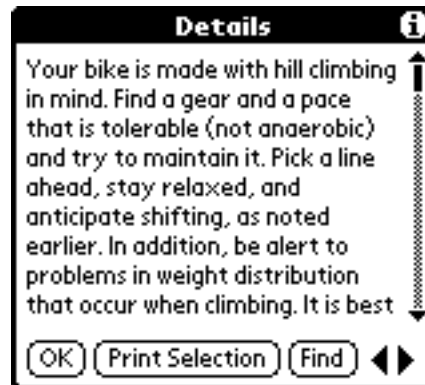 Details
Your bike is made with hill climbing
in mind. Find a gear and a pace
that is tolerable (not anaerobic)
and try to maintain it. Pick a line
ahead, stay relaxed, and
anticipate shifting, as noted
earlier. In addition, be alert to
problems in weight distribution
that occur when climbing. It is best
OK Print Selection Find